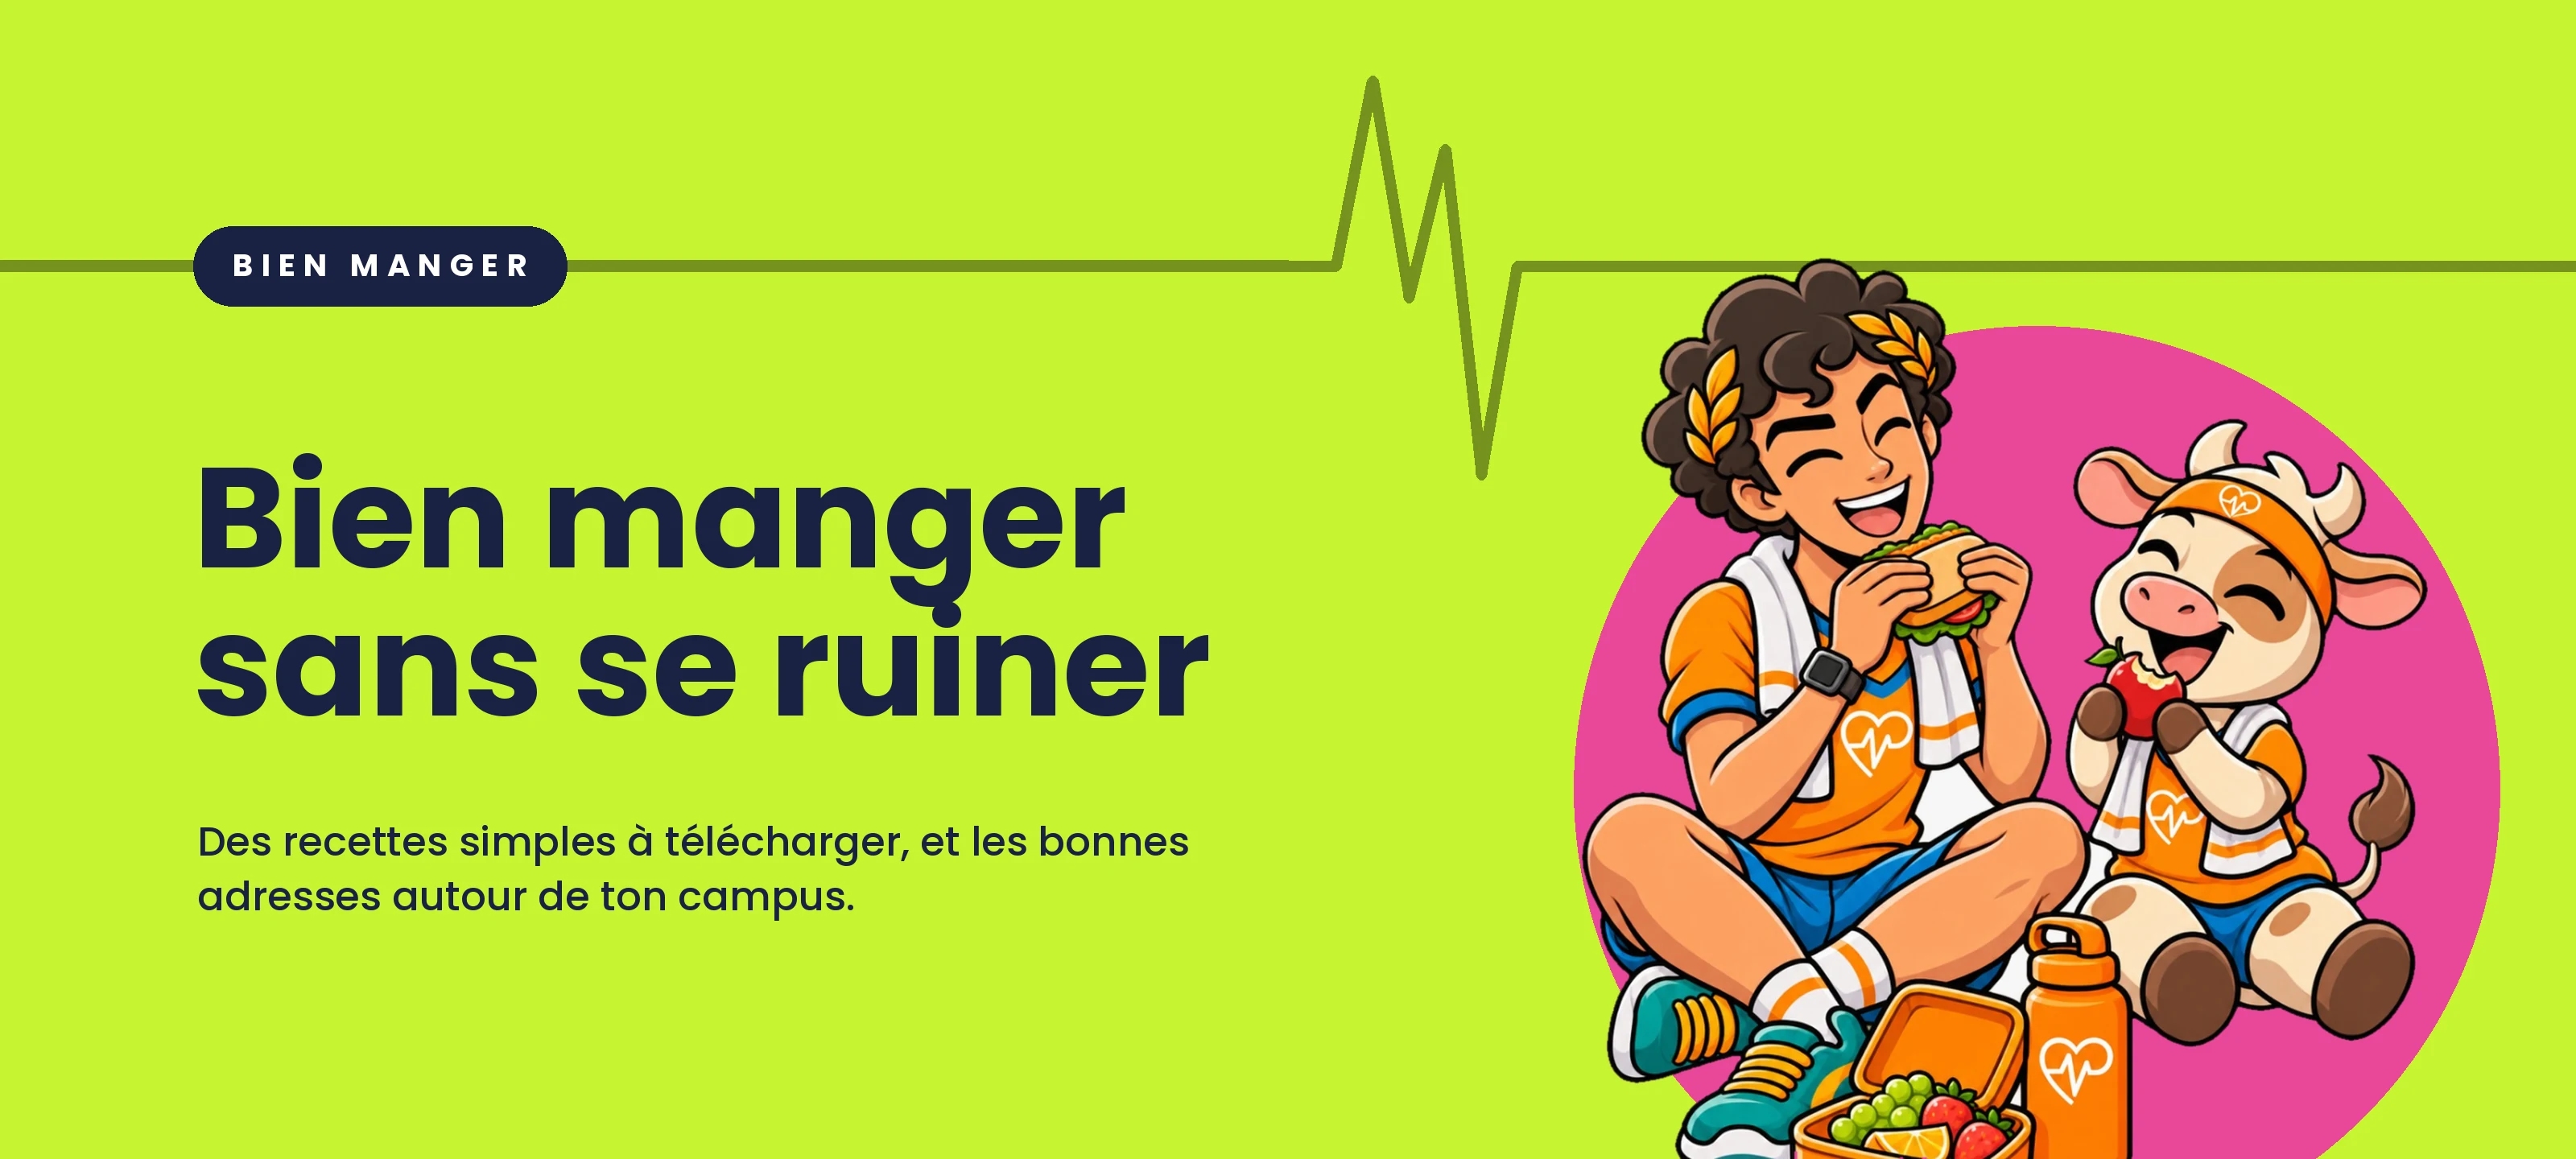 BIEN MANGER
Bien manger
sans se ruiner
Des recettes simples à télécharger, et les bonnes
adresses autour de ton campus.